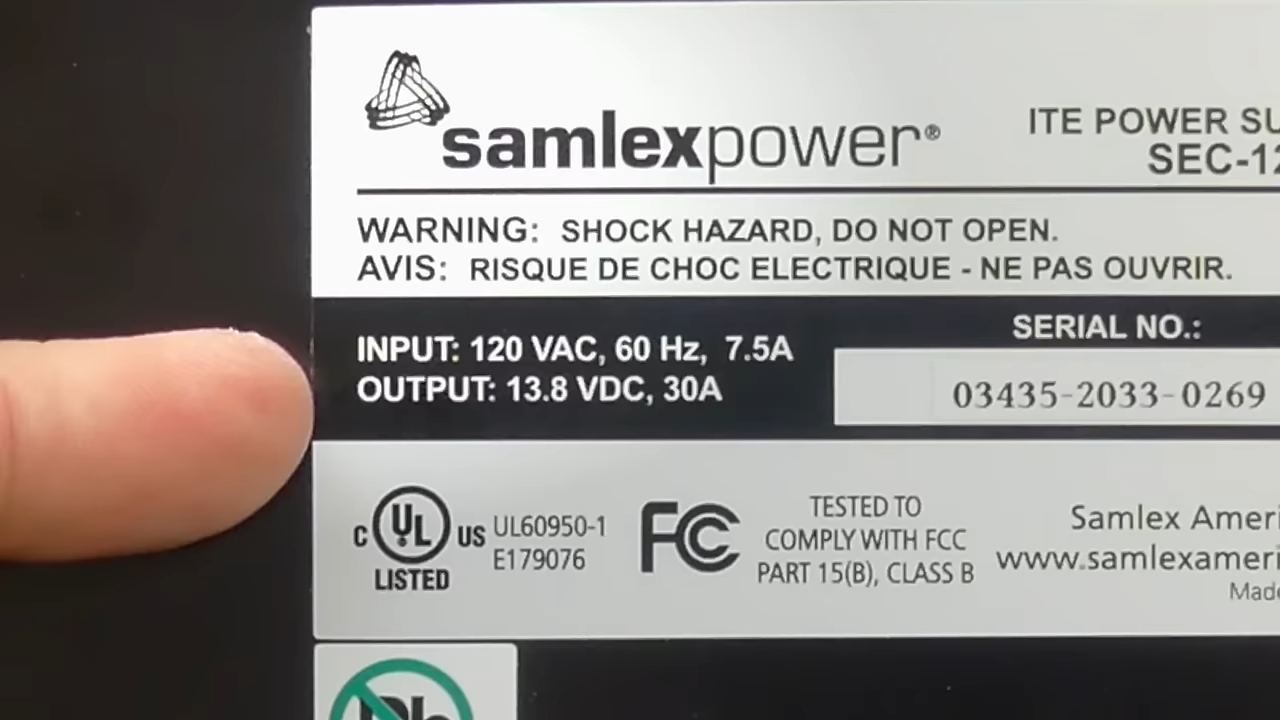 samlexpower®
ITE POWER SU
SEC-12
WARNING: SHOCK HAZARD, DO NOT OPEN.
AVIS: RISQUE DE CHOC ELECTRIQUE - NE PAS OUVRIR.
INPUT: 120 VAC, 60 Hz, 7.5A
OUTPUT: 13.8 VDC, 30A
SERIAL NO.:
03435-2033-0269
C UL US
LISTED
UL60950-1
E179076
FC
TESTED TO
COMPLY WITH FCC
PART 15(B), CLASS B
Samlex Ameri
www.samlexameri
Made
Pb